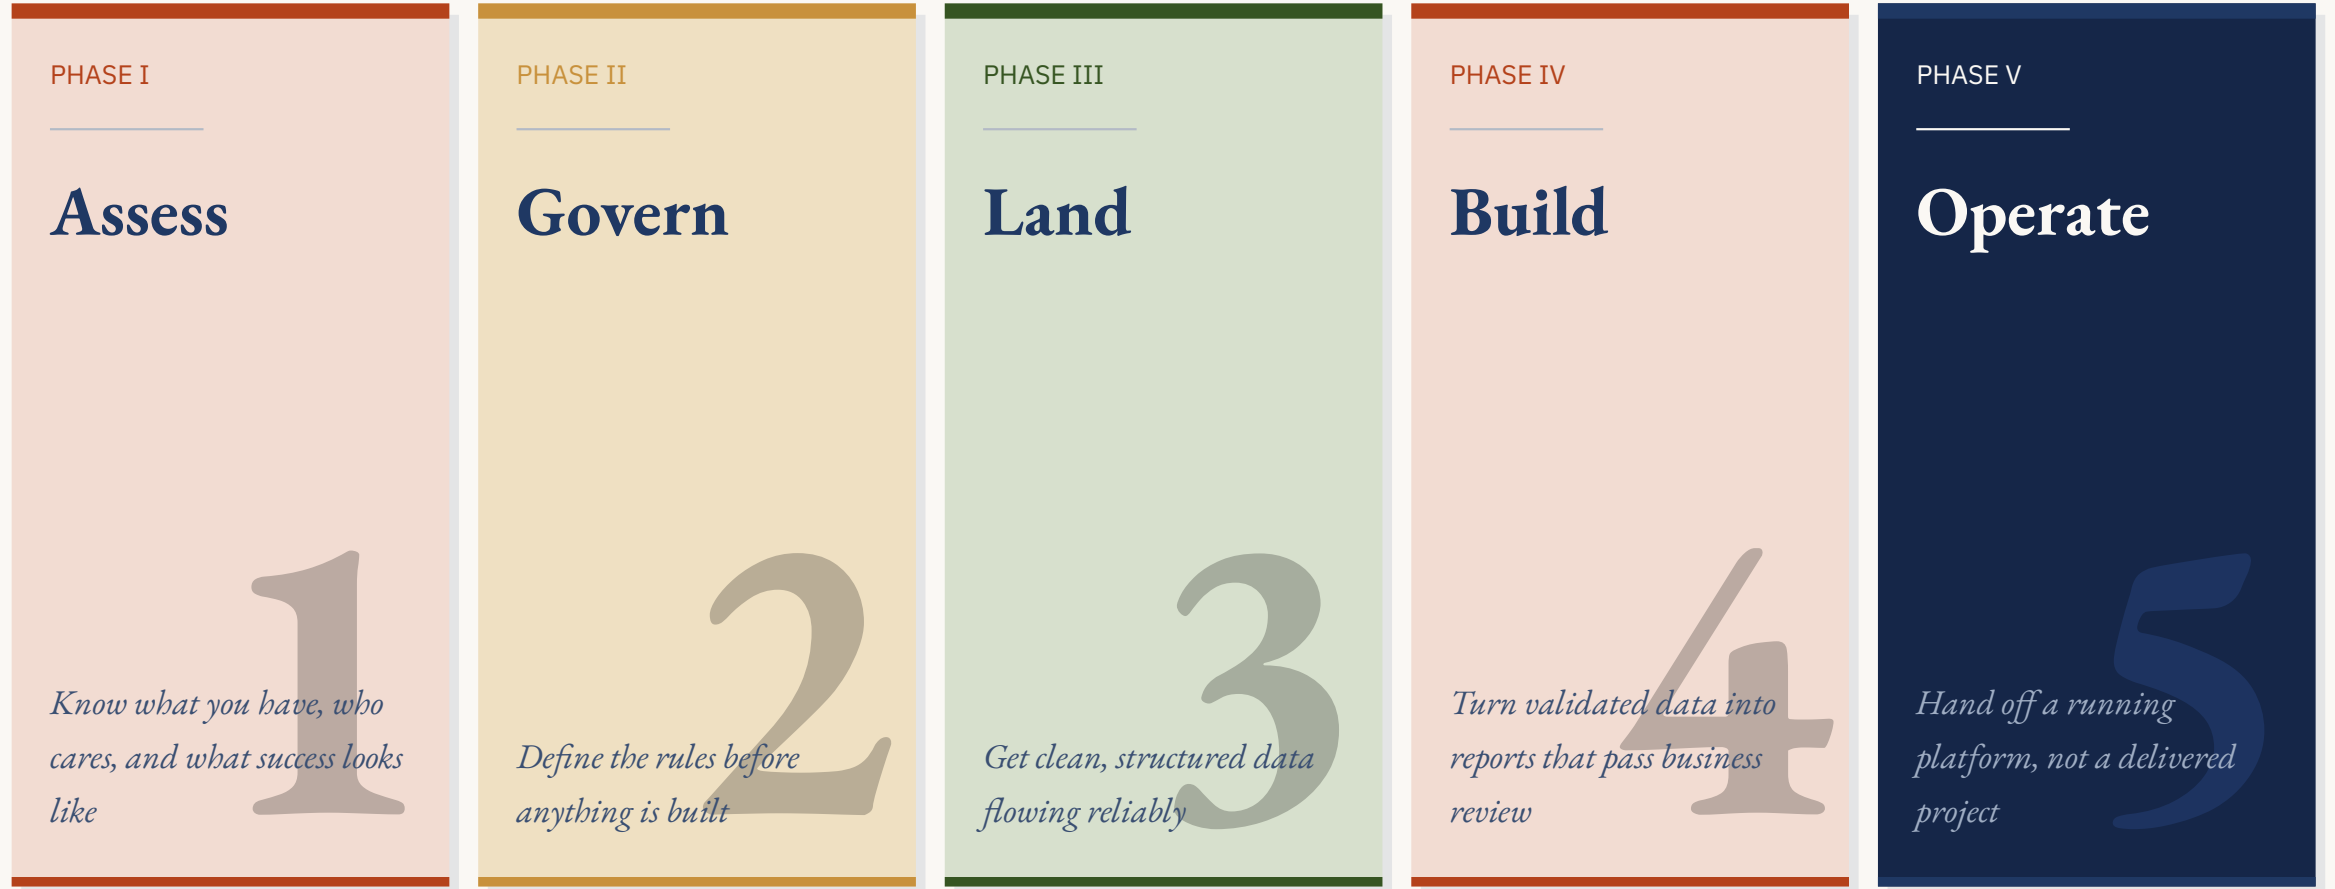 PHASE I
Assess
1
Know what you have, who
cares, and what success looks
like
PHASE II
Govern
2
Define the rules before
anything is built
PHASE III
Land
3
Get clean, structured data
flowing reliably
PHASE IV
Build
4
Turn validated data into
reports that pass business
review
PHASE V
Operate
5
Hand off a running
platform, not a delivered
project